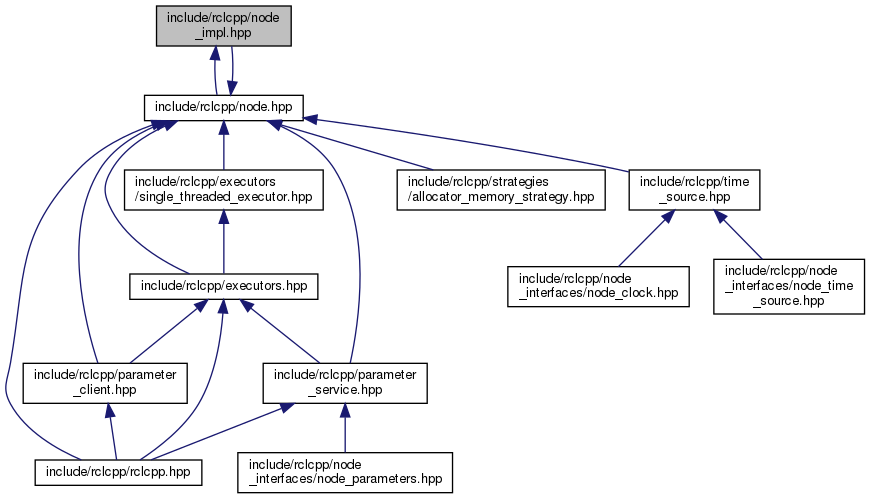 include/rclcpp/node
_impl.hpp
include/rclcpp/node.hpp
include/rclcpp/executors
/single_threaded_executor.hpp
include/rclcpp/strategies
/allocator_memory_strategy.hpp
include/rclcpp/time
_source.hpp
include/rclcpp/executors.hpp
include/rclcpp/node
_interfaces/node_clock.hpp
include/rclcpp/node
_interfaces/node_time
_source.hpp
include/rclcpp/parameter
_client.hpp
include/rclcpp/parameter
_service.hpp
include/rclcpp/rclcpp.hpp
include/rclcpp/node
_interfaces/node_parameters.hpp